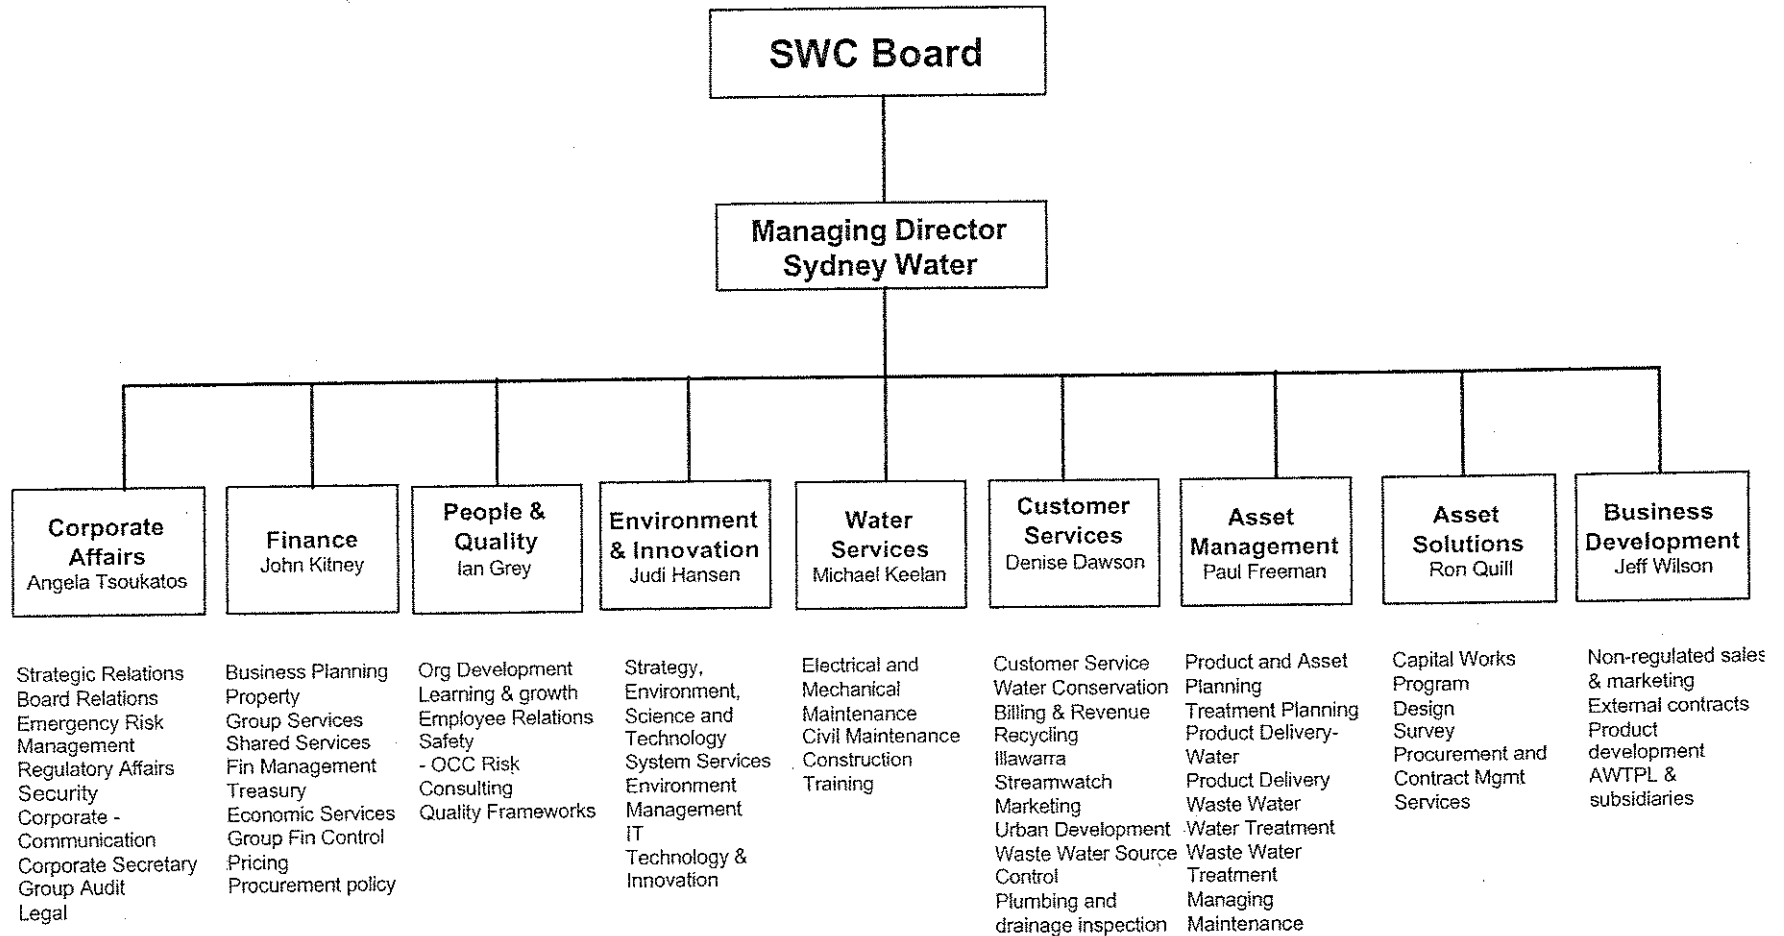 SWC Board
Managing Director
Sydney Water
Corporate
Affairs
Angela Tsoukatos
Finance
John Kitney
People &
Quality
Ian Grey
Environment
& Innovation
Judi Hansen
Water
Services
Michael Keelan
Customer
Services
Denise Dawson
Asset
Management
Paul Freeman
Asset
Solutions
Ron Quill
Business
Development
Jeff Wilson
Strategic Relations
Board Relations
Emergency Risk
Management
Regulatory Affairs
Security
Corporate -
Communication
Corporate Secretary
Group Audit
Legal
Business Planning
Property
Group Services
Shared Services
Fin Management
Treasury
Economic Services
Group Fin Control
Pricing
Procurement policy
Org Development
Learning & growth
Employee Relations
Safety
- OCC Risk
Consulting
Quality Frameworks
Strategy,
Environment,
Science and
Technology
System Services
Environment
Management
IT
Technology &
Innovation
Electrical and
Mechanical
Maintenance
Civil Maintenance
Construction
Training
Customer Service
Water Conservation
Billing & Revenue
Recycling
Illawarra
Streamwatch
Marketing
Urban Development
Waste Water Source
Control
Plumbing and
drainage inspection
Product and Asset
Planning
Treatment Planning
Product Delivery-
Water
Product Delivery
Waste Water
Water Treatment
Waste Water
Treatment
Managing
Maintenance
Capital Works
Program
Design
Survey
Procurement and
Contract Mgmt
Services
Non-regulated sales
& marketing
External contracts
Product
development
AWTPL &
subsidiaries